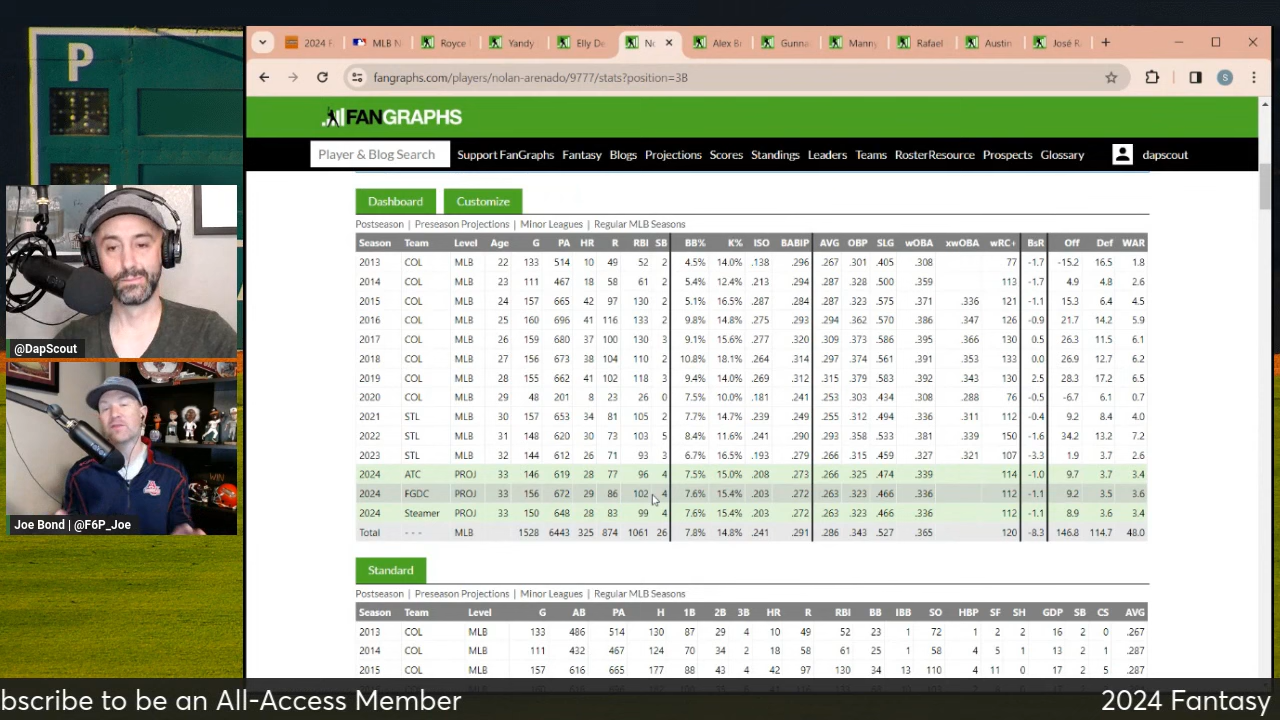 P
2024 F
MLB N
Royce
Yandy
Elly De
No
Alex Br
Gunna
Manny
Rafael
Austin
José R
fangraphs.com/players/nolan-arenado/9777/stats?position=3B
S
FANGRAPHS
Player & Blog Search Support FanGraphs Fantasy Blogs Projections Scores Standings Leaders Teams RosterResource Prospects Glossary dapscout
Dashboard Customize
Postseason | Preseason Projections | Minor Leagues | Regular MLB Seasons
Season Team Level Age G PA HR R RBI SB BB% K% ISO BABIP AVG OBP SLG wOBA xwOBA wRC+ BsR Off Def WAR
2013 COL MLB 22 133 514 10 49 52 2 4.5% 14.0% .138 .296 .267 .301 .405 .308 77 -1.7 -15.2 16.5 1.8
2014 COL MLB 23 111 467 18 58 61 2 5.4% 12.4% .213 .294 .287 .328 .500 .359 113 -1.7 4.9 4.8 2.6
2015 COL MLB 24 157 665 42 97 130 2 5.1% 16.5% .287 .284 .287 .323 .575 .371 .336 121 -1.1 15.3 6.4 4.5
2016 COL MLB 25 160 696 41 116 133 2 9.8% 14.8% .275 .293 .294 .362 .570 .386 .347 126 -0.9 21.7 14.2 5.9
2017 COL MLB 26 159 680 37 100 130 3 9.1% 15.6% .277 .320 .309 .373 .586 .395 .366 130 0.5 26.3 11.5 6.1
2018 COL MLB 27 156 673 38 104 110 2 10.8% 18.1% .264 .314 .297 .374 .561 .391 .353 133 0.0 26.9 12.7 6.2
2019 COL MLB 28 155 662 41 102 118 3 9.4% 14.0% .269 .312 .315 .379 .583 .392 .343 130 2.5 28.3 17.2 6.5
2020 COL MLB 29 48 201 8 23 26 0 7.5% 10.0% .181 .241 .253 .303 .434 .308 .288 76 -0.5 -6.7 6.1 0.7
2021 STL MLB 30 157 653 34 81 105 2 7.7% 14.7% .239 .249 .255 .312 .494 .336 .311 112 -0.4 9.2 8.4 4.0
2022 STL MLB 31 148 620 30 73 103 5 8.4% 11.6% .241 .290 .293 .358 .533 .381 .339 150 -1.6 34.2 13.2 7.2
2023 STL MLB 32 144 612 26 71 93 3 6.7% 16.5% .193 .279 .266 .315 .459 .327 .321 107 -3.3 1.9 3.7 2.6
2024 ATC PROJ 33 146 619 28 77 96 4 7.5% 15.0% .208 .273 .266 .325 .474 .339 114 -1.0 9.7 3.7 3.4
2024 FGDC PROJ 33 156 672 29 86 102 4 7.6% 15.4% .203 .272 .263 .323 .466 .336 112 -1.1 9.2 3.5 3.6
2024 Steamer PROJ 33 150 648 28 83 99 4 7.6% 15.4% .203 .272 .263 .323 .466 .336 112 -1.1 8.9 3.6 3.4
Total - - - MLB 1528 6443 325 874 1061 26 7.8% 14.8% .241 .291 .286 .343 .527 .365 120 -8.3 146.8 114.7 48.0
Standard
Postseason | Preseason Projections | Minor Leagues | Regular MLB Seasons
Season Team Level G AB PA H 1B 2B 3B HR R RBI BB IBB SO HBP SF SH GDP SB CS AVG
2013 COL MLB 133 486 514 130 87 29 4 10 49 52 23 1 72 1 2 2 16 2 0 .267
2014 COL MLB 111 432 467 124 70 34 2 18 58 61 25 1 58 4 5 1 13 2 1 .287
2015 COL MLB 157 616 665 177 88 43 4 42 97 130 34 13 110 4 11 0 17 2 5 .287
@DapScout
Joe Bond | @F6P_Joe
bscribe to be an All-Access Member
2024 Fantasy